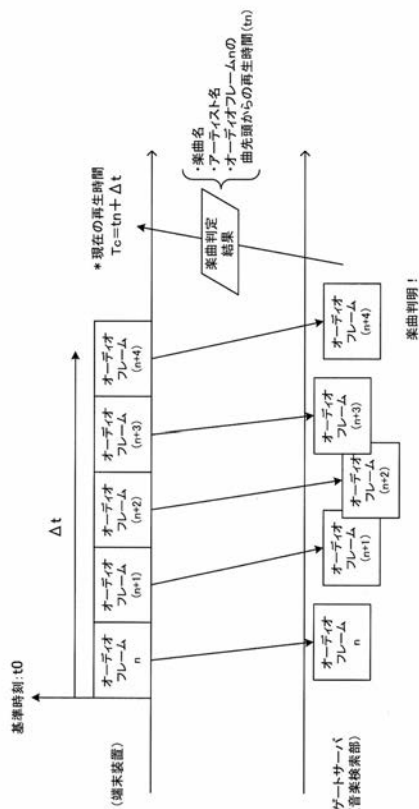 基準時刻:t0
Δt
*現在の再生時間
Tc=tn+Δt
(端末装置)
オーディオ
フレーム
n
オーディオ
フレーム
(n+1)
オーディオ
フレーム
(n+2)
オーディオ
フレーム
(n+3)
オーディオ
フレーム
(n+4)
楽曲判定
結果
・楽曲名
・アーティスト名
・オーディオフレームnの
曲先頭からの再生時間(tn)
ゲートサーバ
音楽検索部)
オーディオ
フレーム
n
オーディオ
フレーム
(n+1)
オーディオ
フレーム
(n+2)
オーディオ
フレーム
(n+3)
オーディオ
フレーム
(n+4)
楽曲判明!